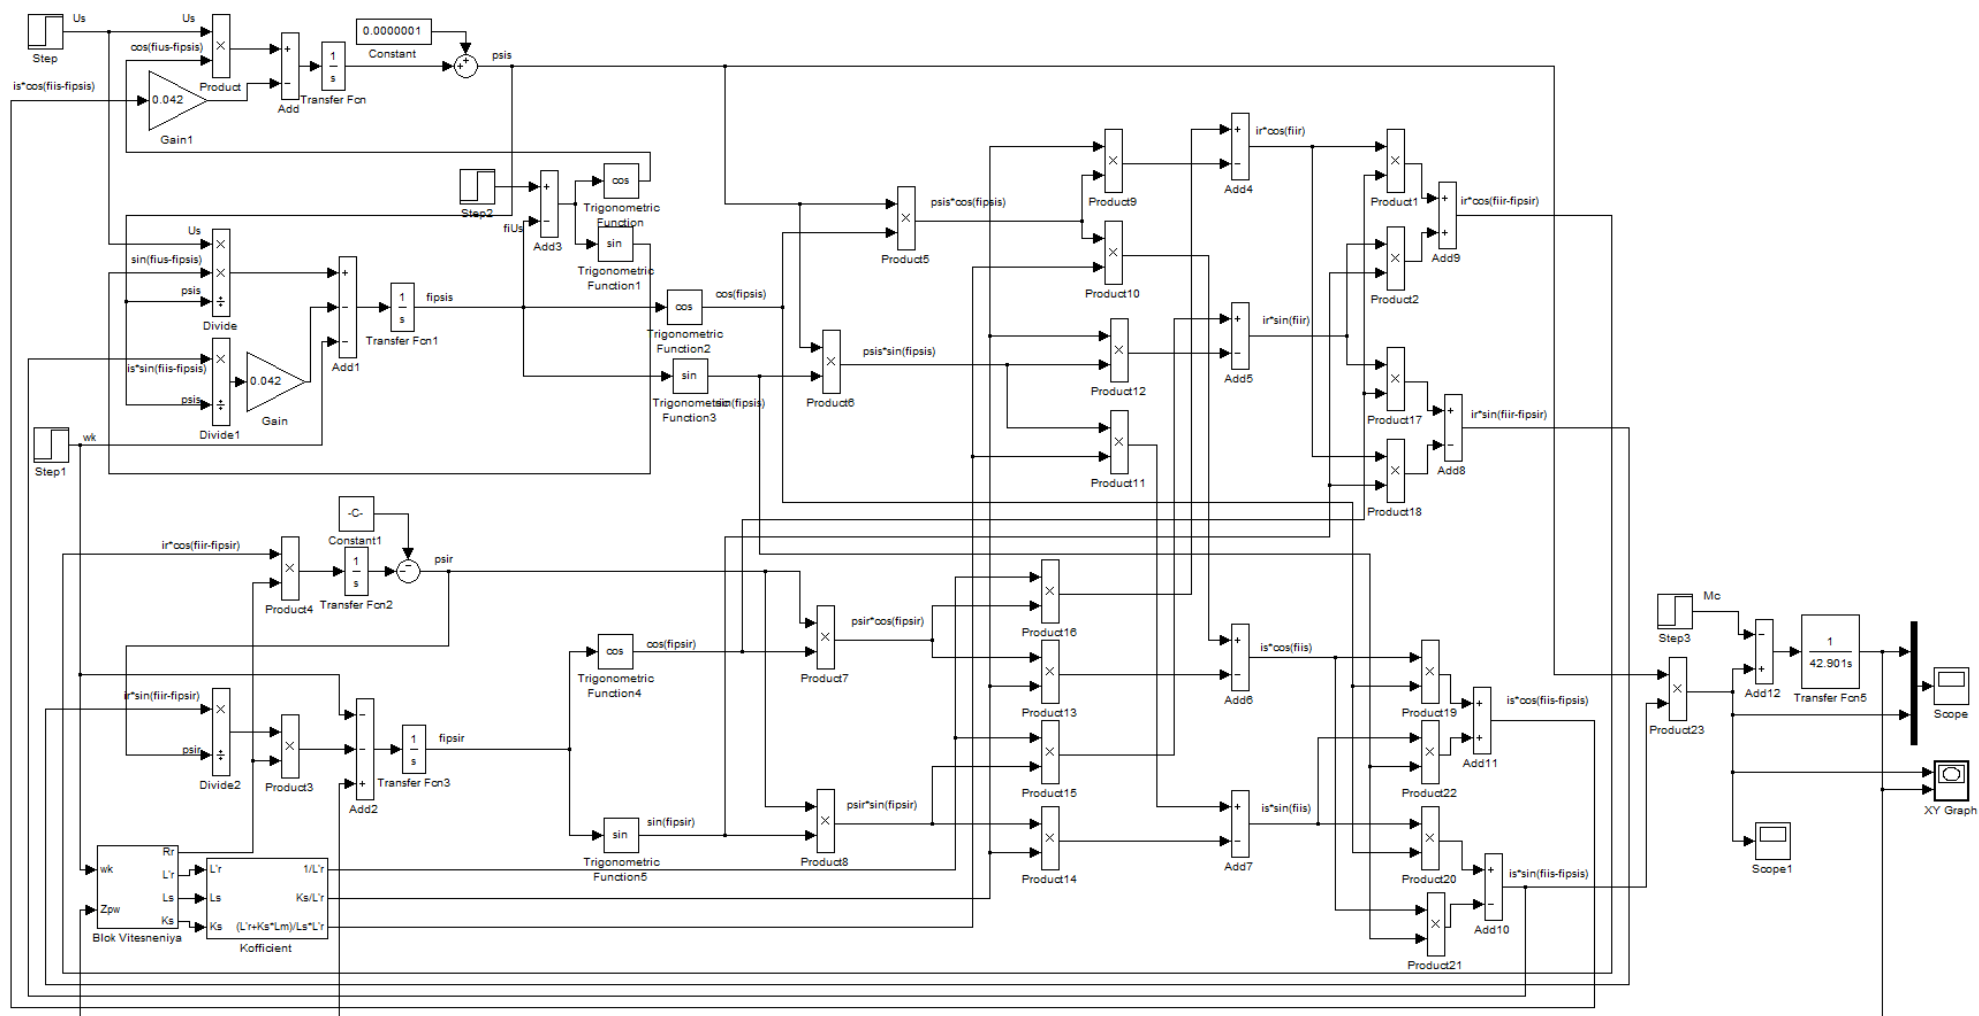 Us
Step
Us
cos(fius-fipsis)
Product
is*cos(fiis-fipsis)
0.042
Gain1
+
−
Add
1
s
Transfer Fcn
0.0000001
Constant
psis
Step2
fiUs
+
−
Add3
cos
Trigonometric
Function
sin
Trigonometric
Function1
Us
sin(fius-fipsis)
psis
Divide
is*sin(fiis-fipsis)
psis
Divide1
0.042
Gain
+
−
−
Add1
1
s
Transfer Fcn1
fipsis
cos
Trigonometric
Function2
cos(fipsis)
sin
Trigonometric
Function3
sin(fipsis)
Step1
wk
-C-
Constant1
ir*cos(fiir-fipsir)
Product4
1
s
Transfer Fcn2
psir
ir*sin(fiir-fipsir)
psir
Divide2
Product3
−
−
+
Add2
1
s
Transfer Fcn3
fipsir
cos
Trigonometric
Function4
cos(fipsir)
sin
Trigonometric
Function5
sin(fipsir)
wk
Zpw
Rr
L'r
Ls
Ks
Blok Vitesneniya
L'r
Ls
Ks
1/L'r
Ks/L'r
(L'r+Ks*Lm)/Ls*L'r
Kofficient
Product5
psis*cos(fipsis)
Product6
psis*sin(fipsis)
Product7
psir*cos(fipsir)
Product8
psir*sin(fipsir)
Product9
Product10
Product12
Product11
Product16
Product13
Product15
Product14
+
−
Add4
ir*cos(fiir)
+
−
Add5
ir*sin(fiir)
+
−
Add6
is*cos(fiis)
+
−
Add7
is*sin(fiis)
Product1
Product2
Product17
Product18
+
+
Add9
ir*cos(fiir-fipsir)
+
−
Add8
ir*sin(fiir-fipsir)
Product19
Product22
Product20
Product21
+
+
Add11
is*cos(fiis-fipsis)
+
−
Add10
is*sin(fiis-fipsis)
Mc
Step3
Product23
−
+
Add12
1
42.901s
Transfer Fcn5
Scope
XY Graph
Scope1